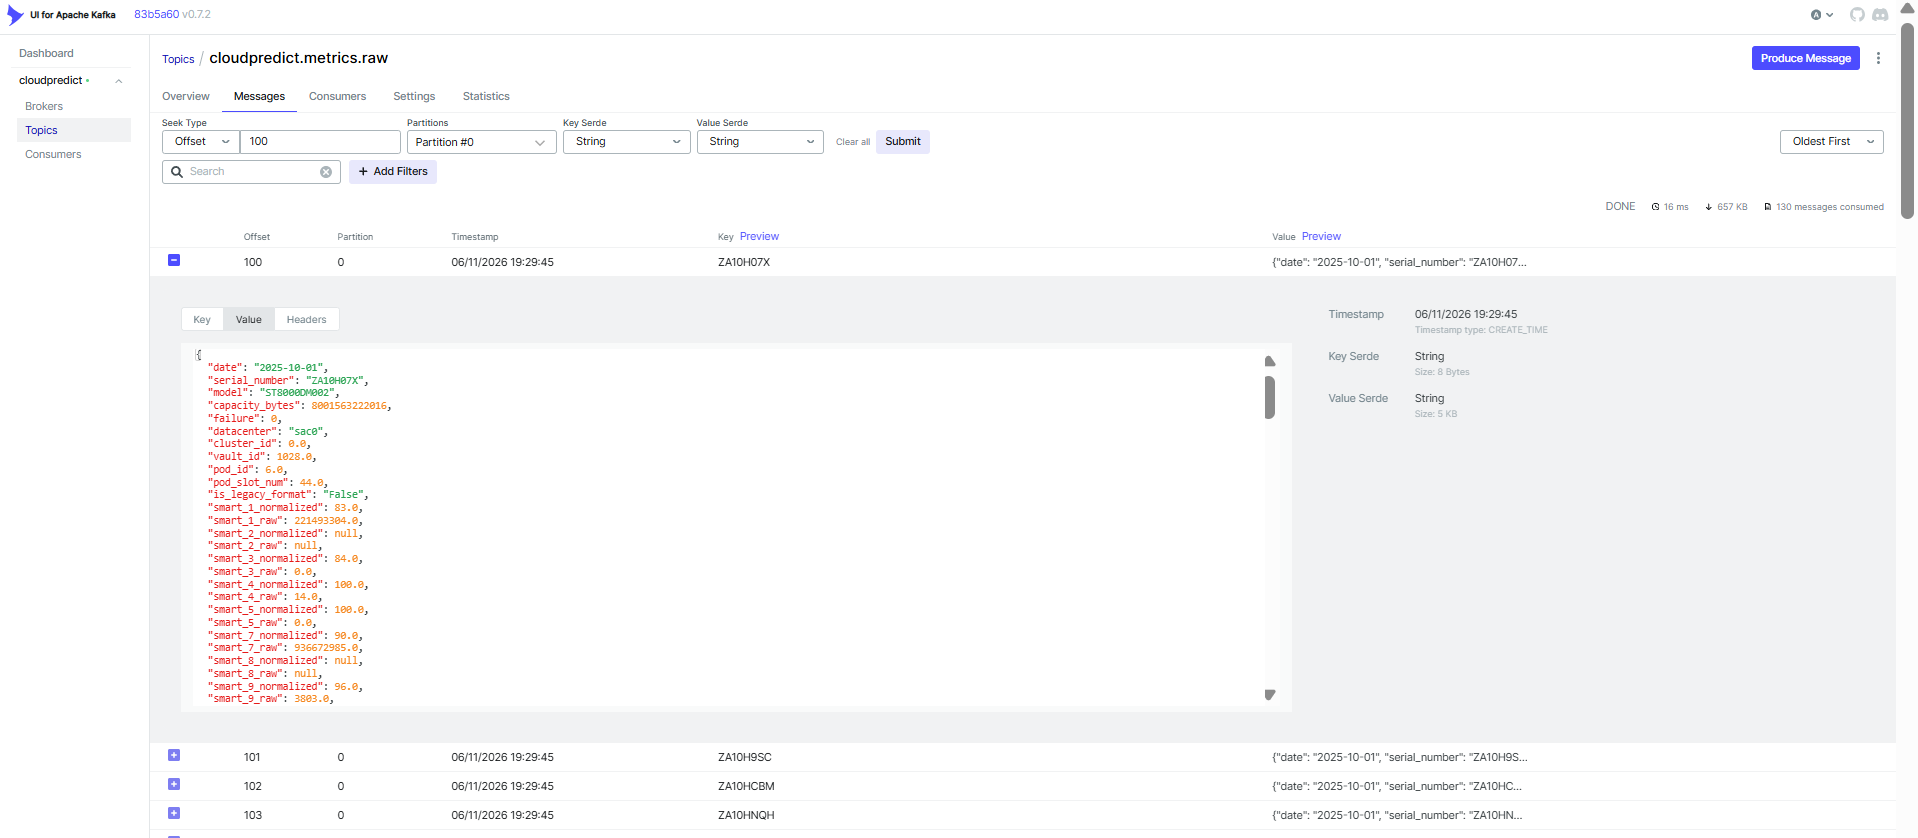 UI for Apache Kafka 83b5a60 v0.7.2
A
Dashboard
cloudpredict
Brokers
Topics
Consumers
Topics / cloudpredict.metrics.raw
Produce Message
Overview Messages Consumers Settings Statistics
Seek Type Partitions Key Serde Value Serde
Offset 100 Partition #0 String String Clear all Submit Oldest First
Search + Add Filters
DONE 16 ms 657 KB 130 messages consumed
Offset Partition Timestamp Key Preview Value Preview
100 0 06/11/2026 19:29:45 ZA10H07X {"date": "2025-10-01", "serial_number": "ZA10H07...
Key Value Headers
{
"date": "2025-10-01",
"serial_number": "ZA10H07X",
"model": "ST8000DM002",
"capacity_bytes": 8001563222016,
"failure": 0,
"datacenter": "sac0",
"cluster_id": 0.0,
"vault_id": 1028.0,
"pod_id": 6.0,
"pod_slot_num": 44.0,
"is_legacy_format": "False",
"smart_1_normalized": 83.0,
"smart_1_raw": 221493304.0,
"smart_2_normalized": null,
"smart_2_raw": null,
"smart_3_normalized": 84.0,
"smart_3_raw": 0.0,
"smart_4_normalized": 100.0,
"smart_4_raw": 14.0,
"smart_5_normalized": 100.0,
"smart_5_raw": 0.0,
"smart_7_normalized": 90.0,
"smart_7_raw": 936672985.0,
"smart_8_normalized": null,
"smart_8_raw": null,
"smart_9_normalized": 96.0,
"smart_9_raw": 3803.0,
Timestamp 06/11/2026 19:29:45
Timestamp type: CREATE_TIME
Key Serde String
Size: 8 Bytes
Value Serde String
Size: 5 KB
101 0 06/11/2026 19:29:45 ZA10H9SC {"date": "2025-10-01", "serial_number": "ZA10H9S...
102 0 06/11/2026 19:29:45 ZA10HCBM {"date": "2025-10-01", "serial_number": "ZA10HC...
103 0 06/11/2026 19:29:45 ZA10HNQH {"date": "2025-10-01", "serial_number": "ZA10HN...